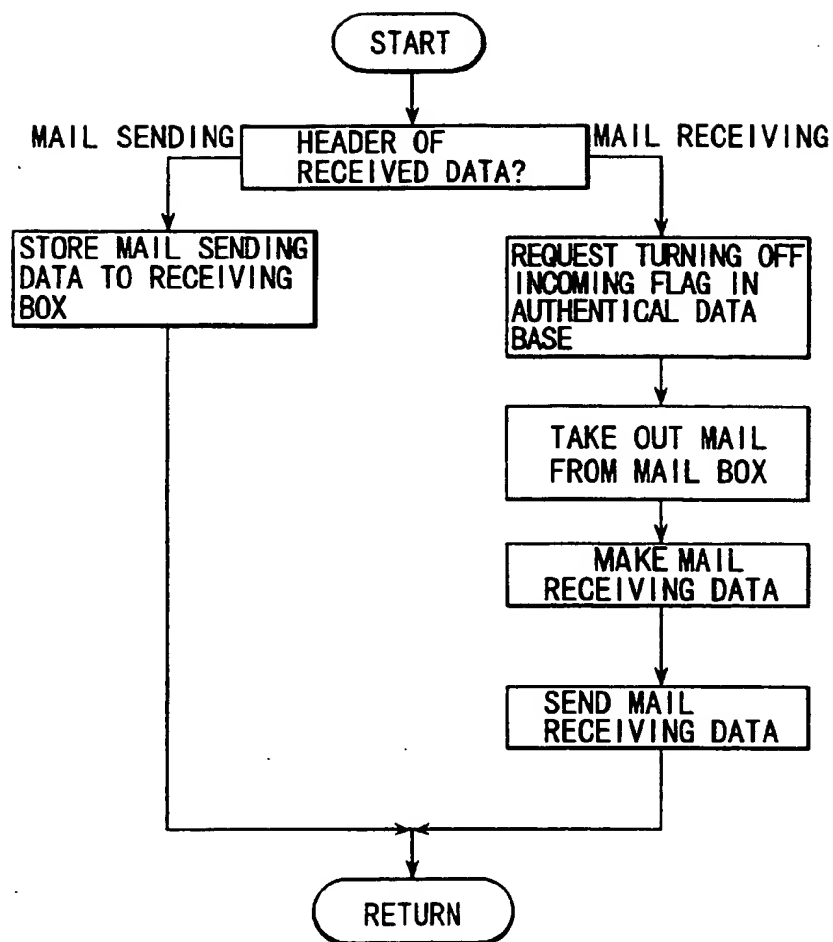 START
MAIL SENDING
HEADER OF
RECEIVED DATA?
MAIL RECEIVING
STORE MAIL SENDING
DATA TO RECEIVING
BOX
REQUEST TURNING OFF
INCOMING FLAG IN
AUTHENTICAL DATA
BASE
TAKE OUT MAIL
FROM MAIL BOX
MAKE MAIL
RECEIVING DATA
SEND MAIL
RECEIVING DATA
RETURN